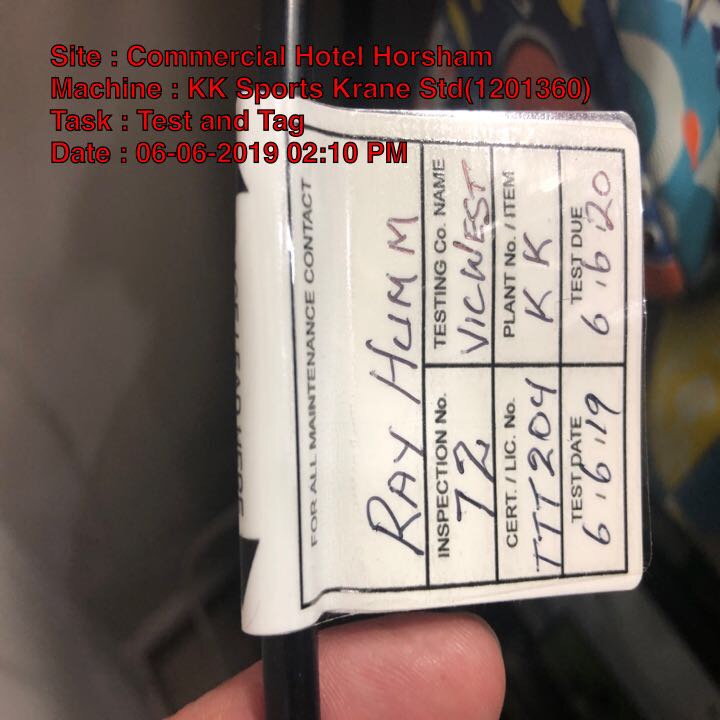 Site : Commercial Hotel Horsham
Machine : KK Sports Krane Std(1201360)
Task : Test and Tag
Date : 06-06-2019 02:10 PM
FOR ALL MAINTENANCE CONTACT
RAY HUMM
INSPECTION No. TESTING Co. NAME
72 VICWEST
CERT. / LIC. No. PLANT No. / ITEM
TTT204 KK
TEST DATE TEST DUE
6.6.19 6.6.20